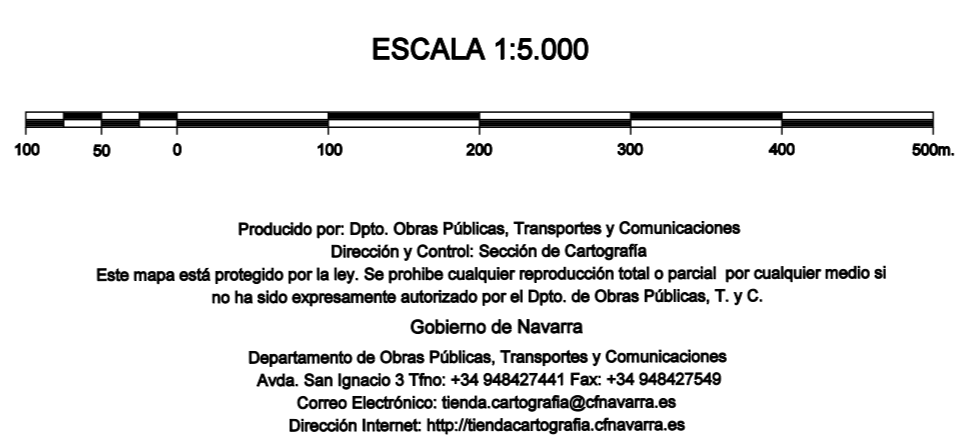 ESCALA 1:5.000
100 50 0 100 200 300 400 500m.
Producido por: Dpto. Obras Públicas, Transportes y Comunicaciones
Dirección y Control: Sección de Cartografía
Este mapa está protegido por la ley. Se prohibe cualquier reproducción total o parcial por cualquier medio si
no ha sido expresamente autorizado por el Dpto. de Obras Públicas, T. y C.
Gobierno de Navarra
Departamento de Obras Públicas, Transportes y Comunicaciones
Avda. San Ignacio 3 Tfno: +34 948427441 Fax: +34 948427549
Correo Electrónico: tienda.cartografia@cfnavarra.es
Dirección Internet: http://tiendacartografia.cfnavarra.es